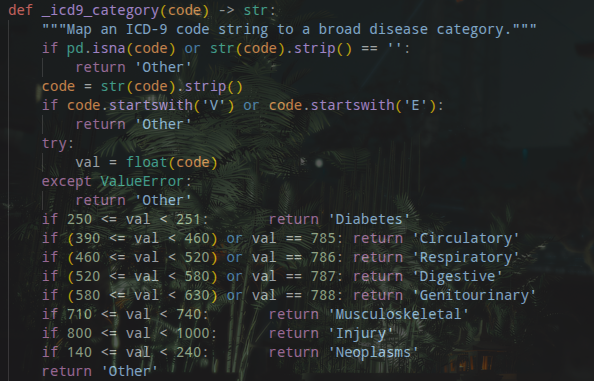 def _icd9_category(code) -> str:
    """Map an ICD-9 code string to a broad disease category."""
    if pd.isna(code) or str(code).strip() == '':
        return 'Other'
    code = str(code).strip()
    if code.startswith('V') or code.startswith('E'):
        return 'Other'
    try:
        val = float(code)
    except ValueError:
        return 'Other'
    if 250 <= val < 251:       return 'Diabetes'
    if (390 <= val < 460) or val == 785: return 'Circulatory'
    if (460 <= val < 520) or val == 786: return 'Respiratory'
    if (520 <= val < 580) or val == 787: return 'Digestive'
    if (580 <= val < 630) or val == 788: return 'Genitourinary'
    if 710 <= val < 740:       return 'Musculoskeletal'
    if 800 <= val < 1000:      return 'Injury'
    if 140 <= val < 240:       return 'Neoplasms'
    return 'Other'